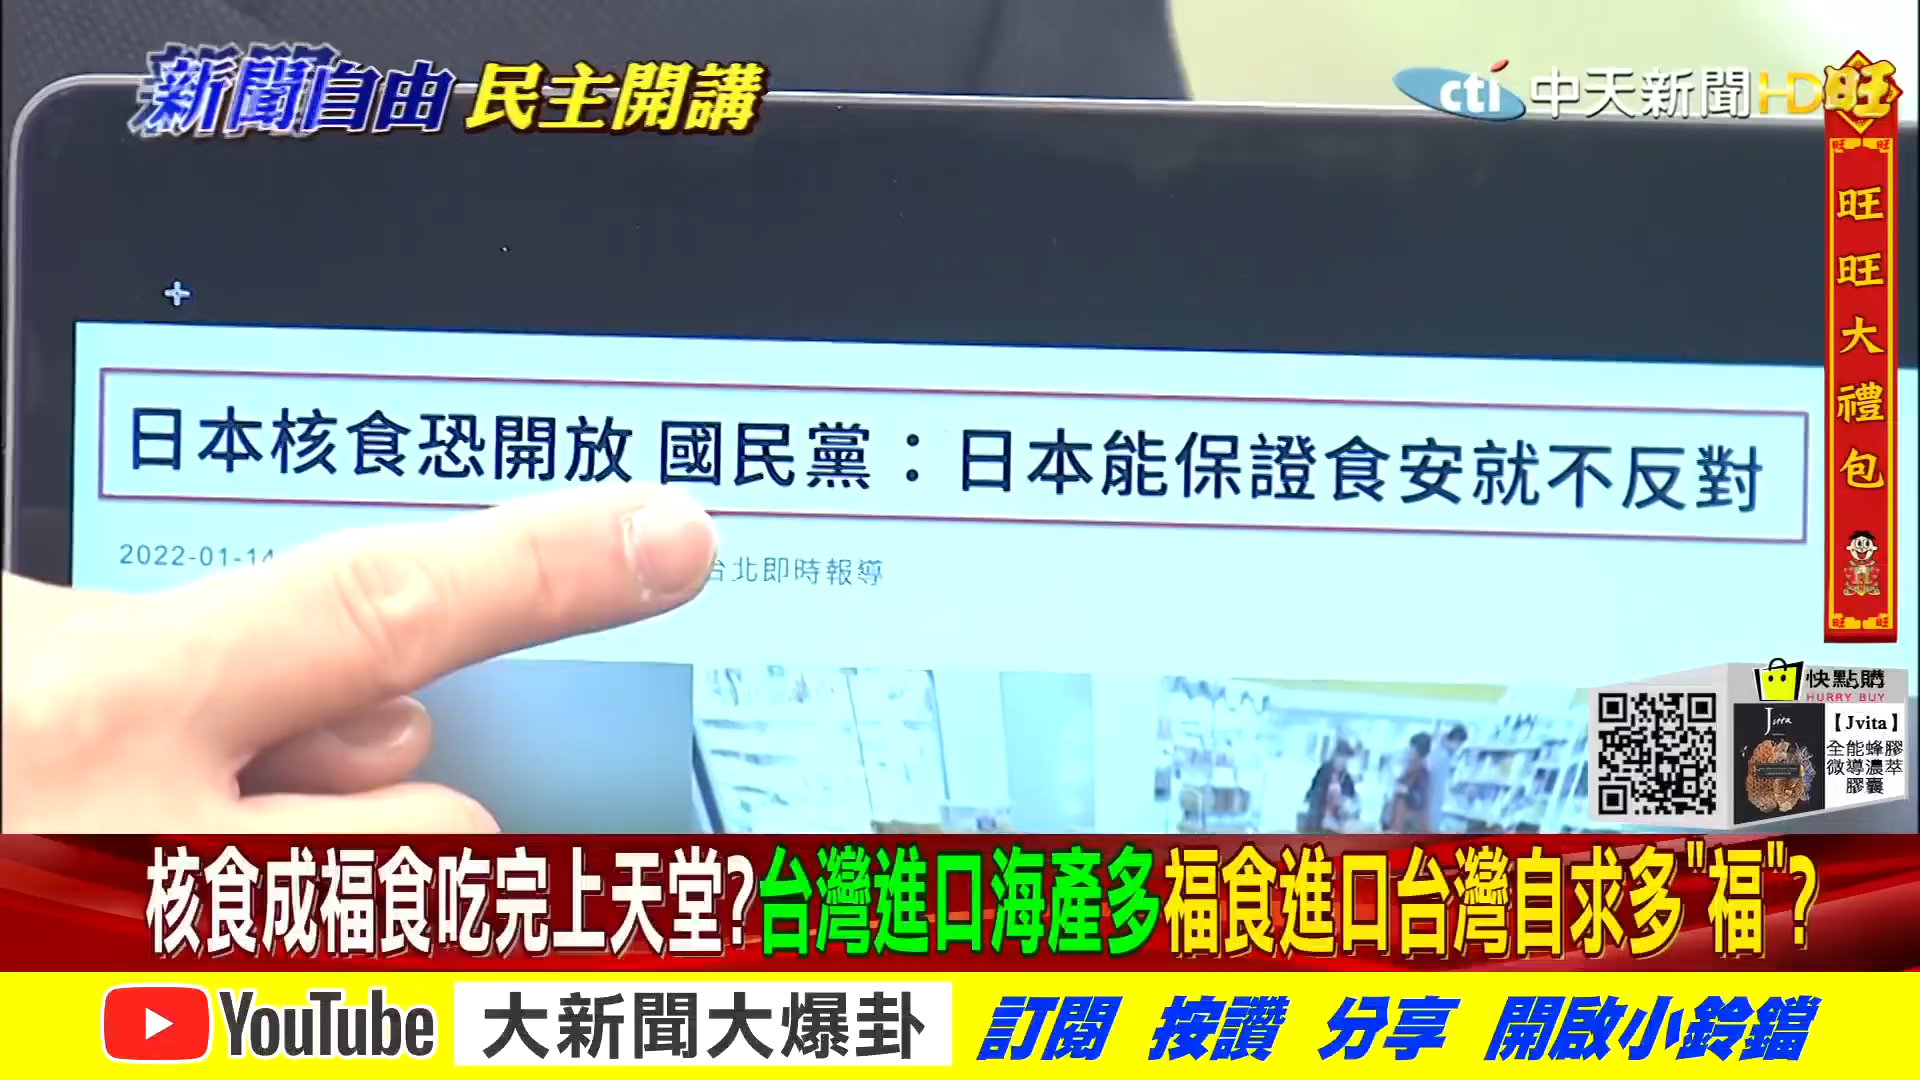 新聞自由 民主開講
cti 中天新聞HD
旺
旺旺大禮包
日本核食恐開放 國民黨：日本能保證食安就不反對
2022-01-14
台北即時報導
快點購
HURRY BUY
Jvita
【Jvita】
全能蜂膠
微導濃萃
膠囊
核食成福食吃完上天堂?台灣進口海產多福食進口台灣自求多"福"?
YouTube 大新聞大爆卦 訂閱 按讚 分享 開啟小鈴鐺